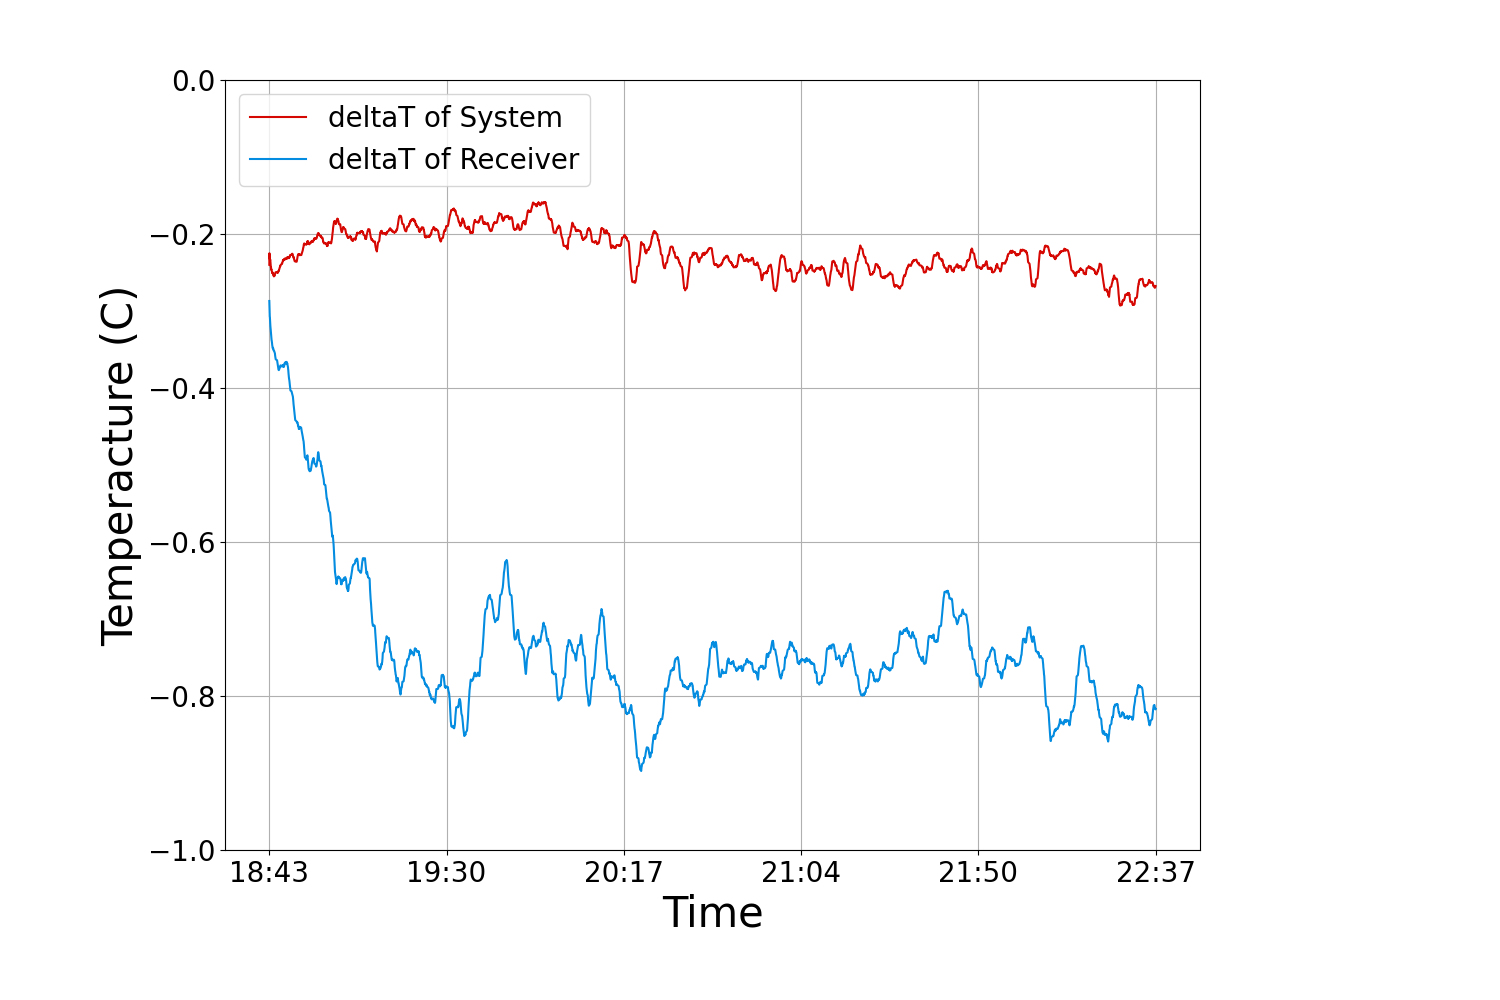 deltaT of System
deltaT of Receiver
Temperacture (C)
0.0
−0.2
−0.4
−0.6
−0.8
−1.0
18:43 19:30 20:17 21:04 21:50 22:37
Time